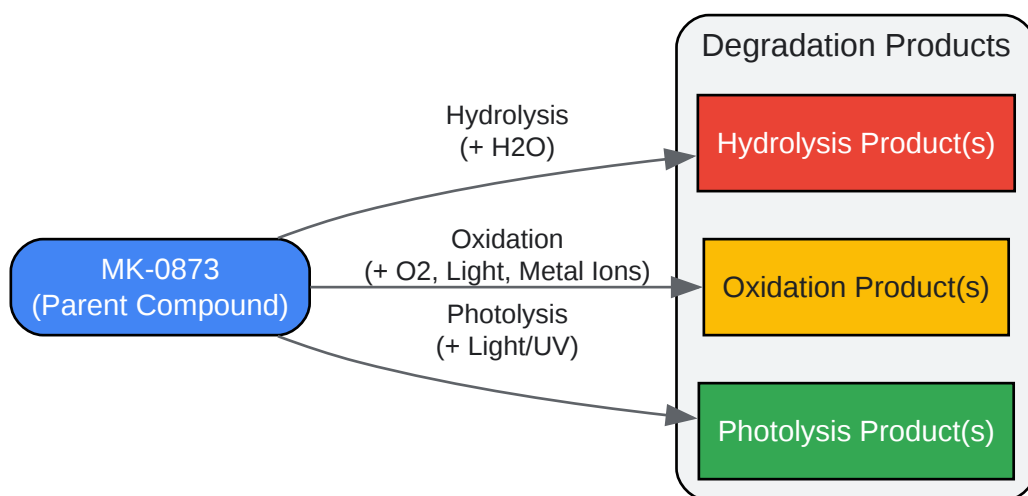 Degradation Products
Hydrolysis
(+ H2O)
Hydrolysis Product(s)
MK-0873
(Parent Compound)
Oxidation
(+ O2, Light, Metal Ions)
Oxidation Product(s)
Photolysis
(+ Light/UV)
Photolysis Product(s)